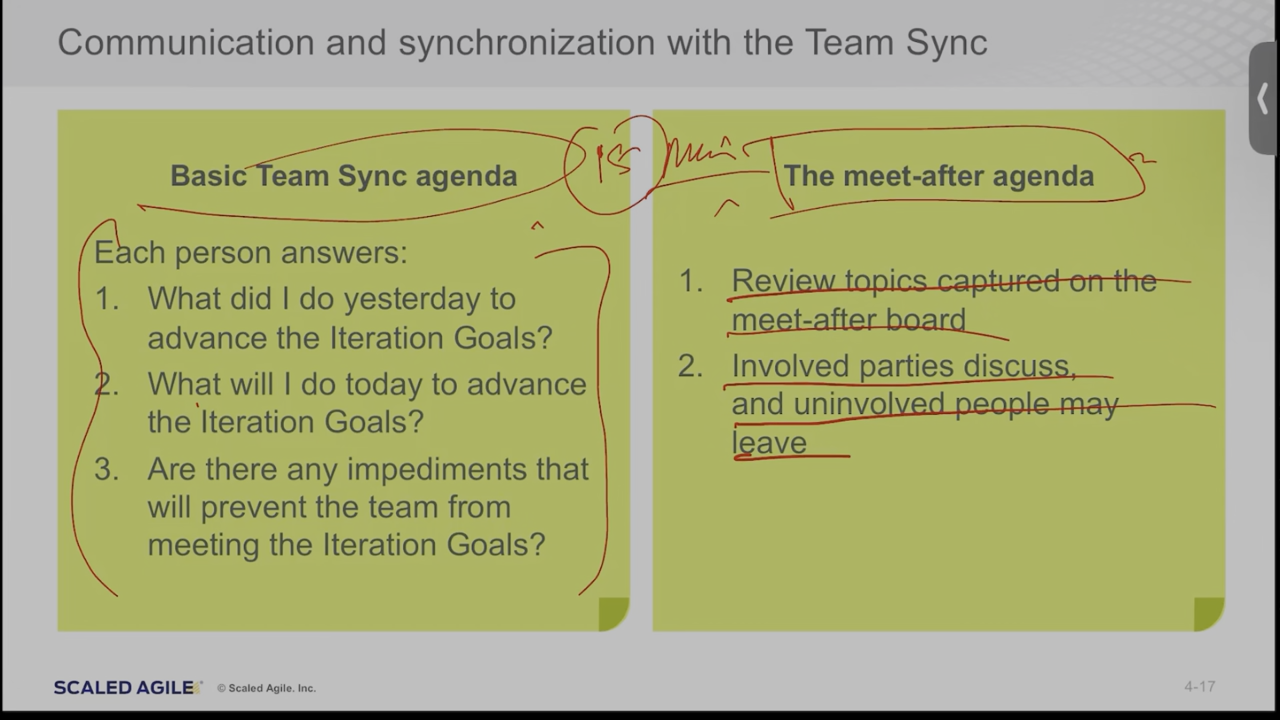 Communication and synchronization with the Team Sync
Basic Team Sync agenda
15
The meet-after agenda
Each person answers:
1. What did I do yesterday to
advance the Iteration Goals?
2. What will I do today to advance
the Iteration Goals?
3. Are there any impediments that
will prevent the team from
meeting the Iteration Goals?
1. Review topics captured on the
meet-after board
2. Involved parties discuss,
and uninvolved people may
leave
SCALED AGILE
© Scaled Agile. Inc.
4-17